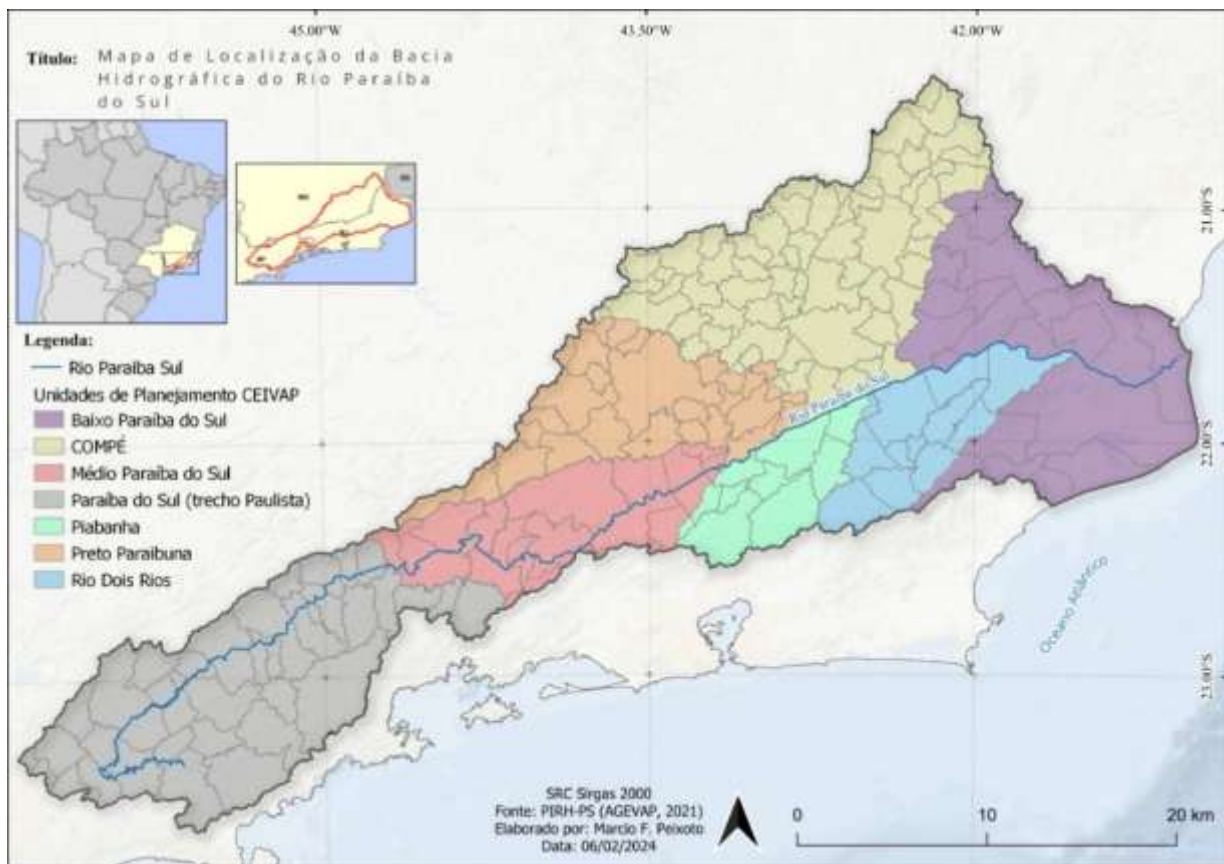 45.00°W
43.50°W
42.00°W
Título: Mapa de Localização da Bacia
Hidrográfica do Rio Paraíba
do Sul
21.00°S
Legenda:
Rio Paraíba Sul
Unidades de Planejamento CEIVAP
Baixo Paraíba do Sul
COMPÉ
Médio Paraíba do Sul
Paraíba do Sul (trecho Paulista)
Piabanha
Preto Paraibuna
Rio Dois Rios
Rio Paraíba do Sul
22.00°S
Oceano Atlântico
23.00°S
SRC Sirgas 2000
Fonte: PIRH-PS (AGEVAP, 2021)
Elaborado por: Marcio F. Peixoto
Data: 06/02/2024
0 10 20 km